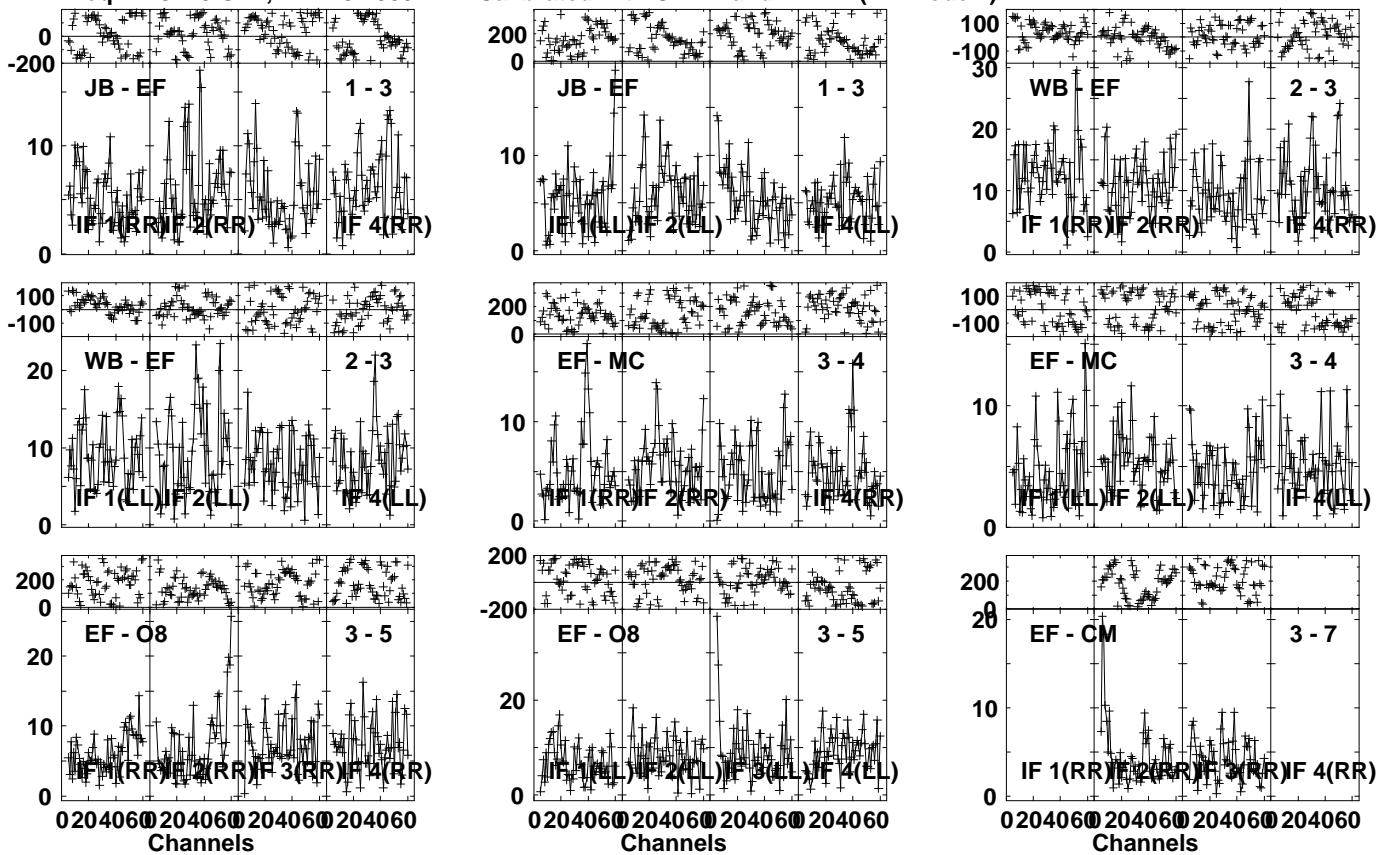 0
-200
JB - EF
1 - 3
10
0
IF 1(RR)
IF 2(RR)
IF 4(RR)
200
0
JB - EF
1 - 3
10
0
IF 1(LL)
IF 2(LL)
IF 4(LL)
100
-100
30
WB - EF
2 - 3
20
10
0
IF 1(RR)
IF 2(RR)
IF 4(RR)
100
-100
WB - EF
2 - 3
20
10
0
IF 1(LL)
IF 2(LL)
IF 4(LL)
200
0
EF - MC
3 - 4
10
0
IF 1(RR)
IF 2(RR)
IF 4(RR)
100
-100
EF - MC
3 - 4
10
0
IF 1(LL)
IF 2(LL)
IF 4(LL)
200
0
EF - O8
3 - 5
20
10
0
IF 1(RR)
IF 2(RR)
IF 3(RR)
IF 4(RR)
0 20 40 60 0 20 40 60 0 20 40 60 0 20 40 60
Channels
200
-200
EF - O8
3 - 5
20
0
IF 1(LL)
IF 2(LL)
IF 3(LL)
IF 4(LL)
0 20 40 60 0 20 40 60 0 20 40 60 0 20 40 60
Channels
200
0
20
EF - CM
3 - 7
10
0
IF 1(RR)
IF 2(RR)
IF 3(RR)
IF 4(RR)
0 20 40 60 0 20 40 60 0 20 40 60 0 20 40 60
Channels